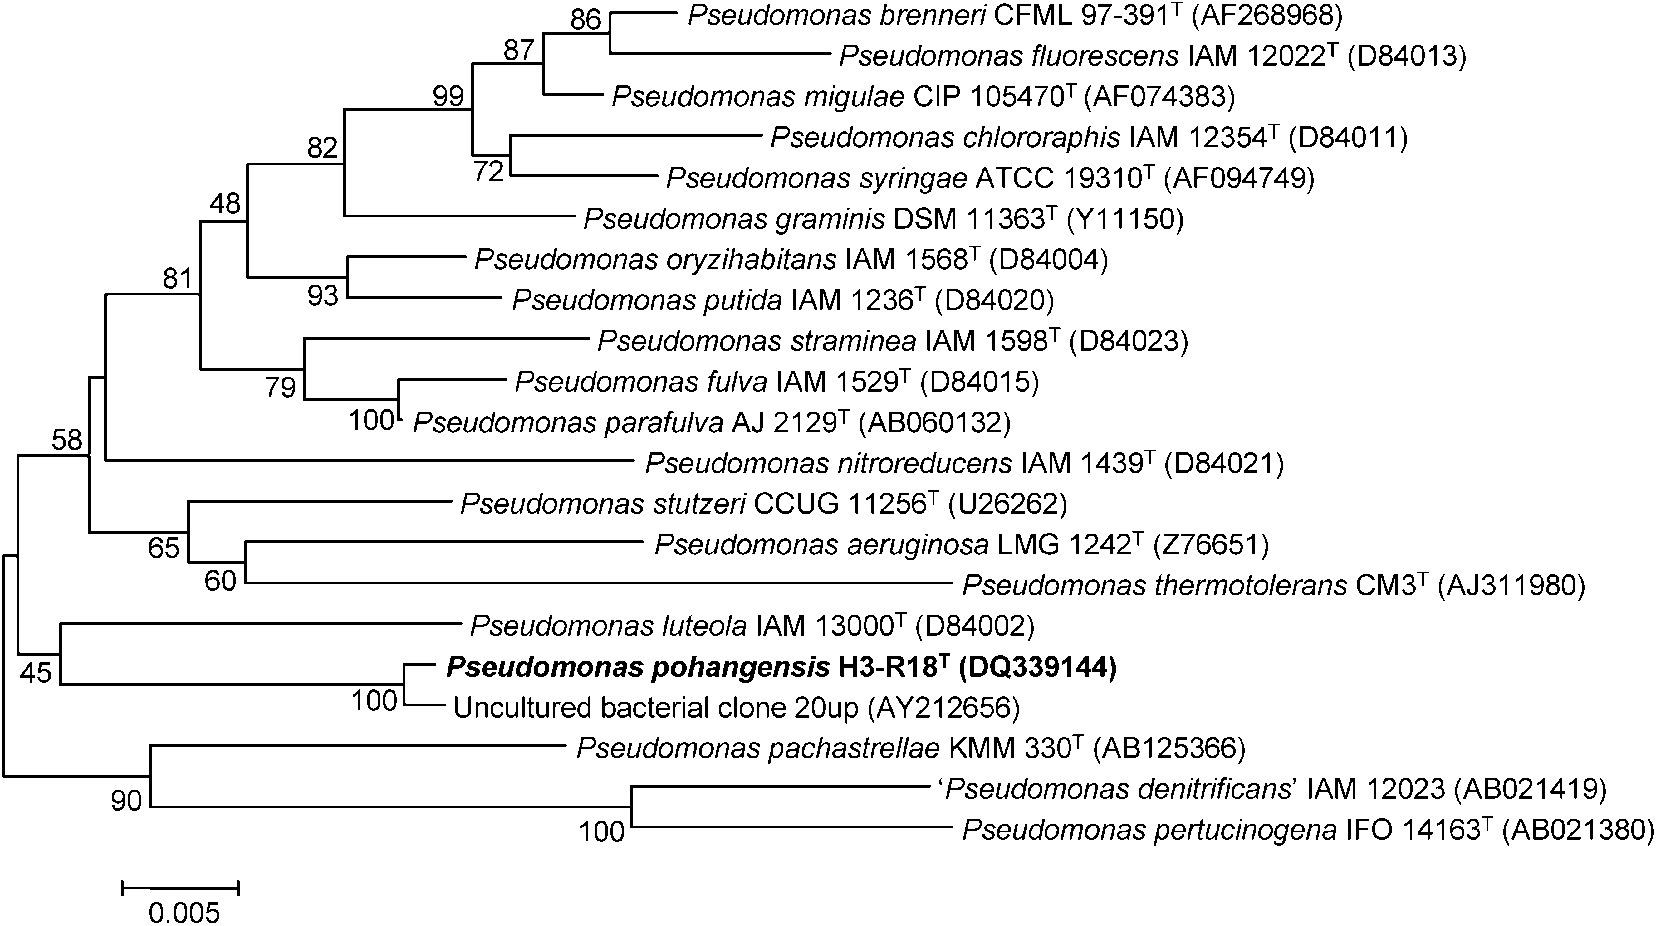 86
Pseudomonas brenneri CFML 97-391ᵀ (AF268968)
87
Pseudomonas fluorescens IAM 12022ᵀ (D84013)
99
Pseudomonas migulae CIP 105470ᵀ (AF074383)
Pseudomonas chlororaphis IAM 12354ᵀ (D84011)
82
72
Pseudomonas syringae ATCC 19310ᵀ (AF094749)
48
Pseudomonas graminis DSM 11363ᵀ (Y11150)
Pseudomonas oryzihabitans IAM 1568ᵀ (D84004)
81
93
Pseudomonas putida IAM 1236ᵀ (D84020)
Pseudomonas straminea IAM 1598ᵀ (D84023)
79
Pseudomonas fulva IAM 1529ᵀ (D84015)
100
Pseudomonas parafulva AJ 2129ᵀ (AB060132)
58
Pseudomonas nitroreducens IAM 1439ᵀ (D84021)
Pseudomonas stutzeri CCUG 11256ᵀ (U26262)
65
Pseudomonas aeruginosa LMG 1242ᵀ (Z76651)
60
Pseudomonas thermotolerans CM3ᵀ (AJ311980)
Pseudomonas luteola IAM 13000ᵀ (D84002)
45
Pseudomonas pohangensis H3-R18ᵀ (DQ339144)
100
Uncultured bacterial clone 20up (AY212656)
Pseudomonas pachastrellae KMM 330ᵀ (AB125366)
90
‘Pseudomonas denitrificans’ IAM 12023 (AB021419)
100
Pseudomonas pertucinogena IFO 14163ᵀ (AB021380)
0.005